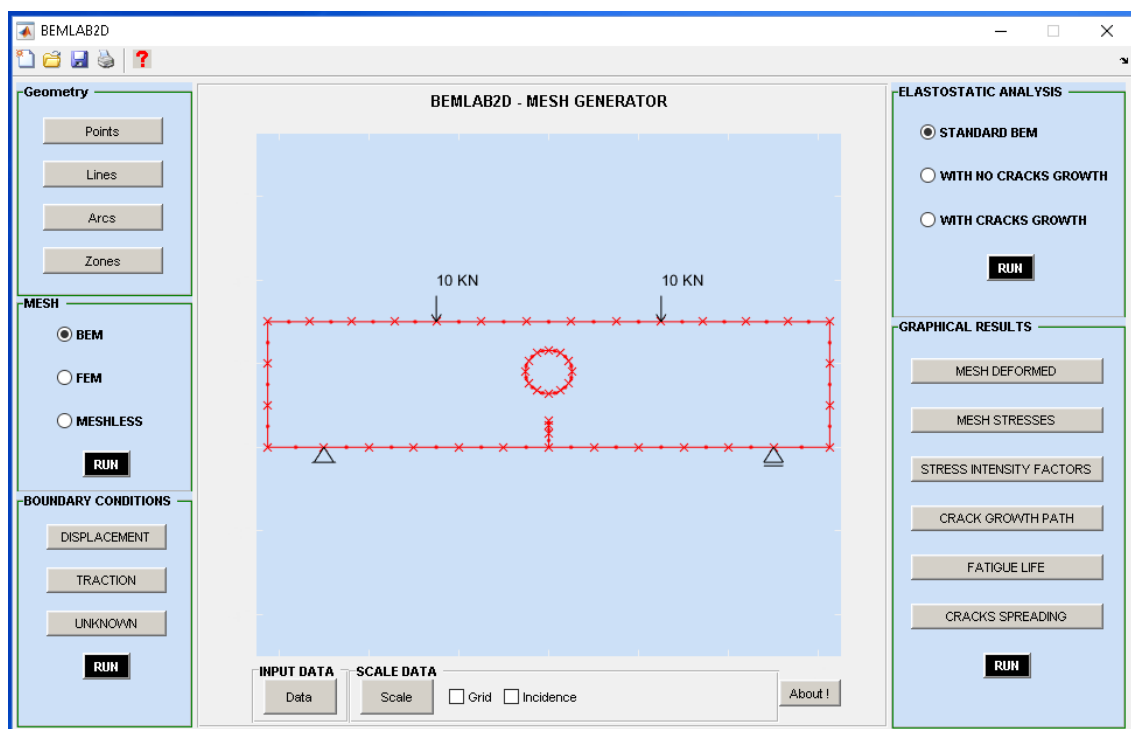 BEMLAB2D
?
Geometry
Points
Lines
Arcs
Zones
MESH
BEM
FEM
MESHLESS
RUN
BOUNDARY CONDITIONS
DISPLACEMENT
TRACTION
UNKNOWN
RUN
BEMLAB2D - MESH GENERATOR
10 KN 10 KN
INPUT DATA
Data
SCALE DATA
Scale Grid Incidence
About !
ELASTOSTATIC ANALYSIS
STANDARD BEM
WITH NO CRACKS GROWTH
WITH CRACKS GROWTH
RUN
GRAPHICAL RESULTS
MESH DEFORMED
MESH STRESSES
STRESS INTENSITY FACTORS
CRACK GROWTH PATH
FATIGUE LIFE
CRACKS SPREADING
RUN